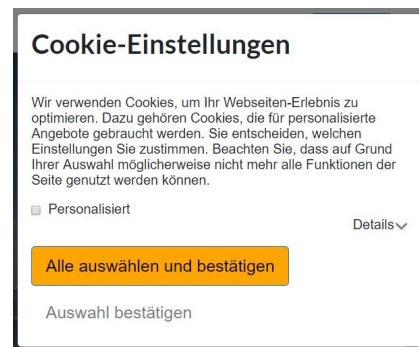 Cookie-Einstellungen
Wir verwenden Cookies, um Ihr Webseiten-Erlebnis zu
optimieren. Dazu gehören Cookies, die für personalisierte
Angebote gebraucht werden. Sie entscheiden, welchen
Einstellungen Sie zustimmen. Beachten Sie, dass auf Grund
Ihrer Auswahl möglicherweise nicht mehr alle Funktionen der
Seite genutzt werden können.
Personalisiert
Details
Alle auswählen und bestätigen
Auswahl bestätigen